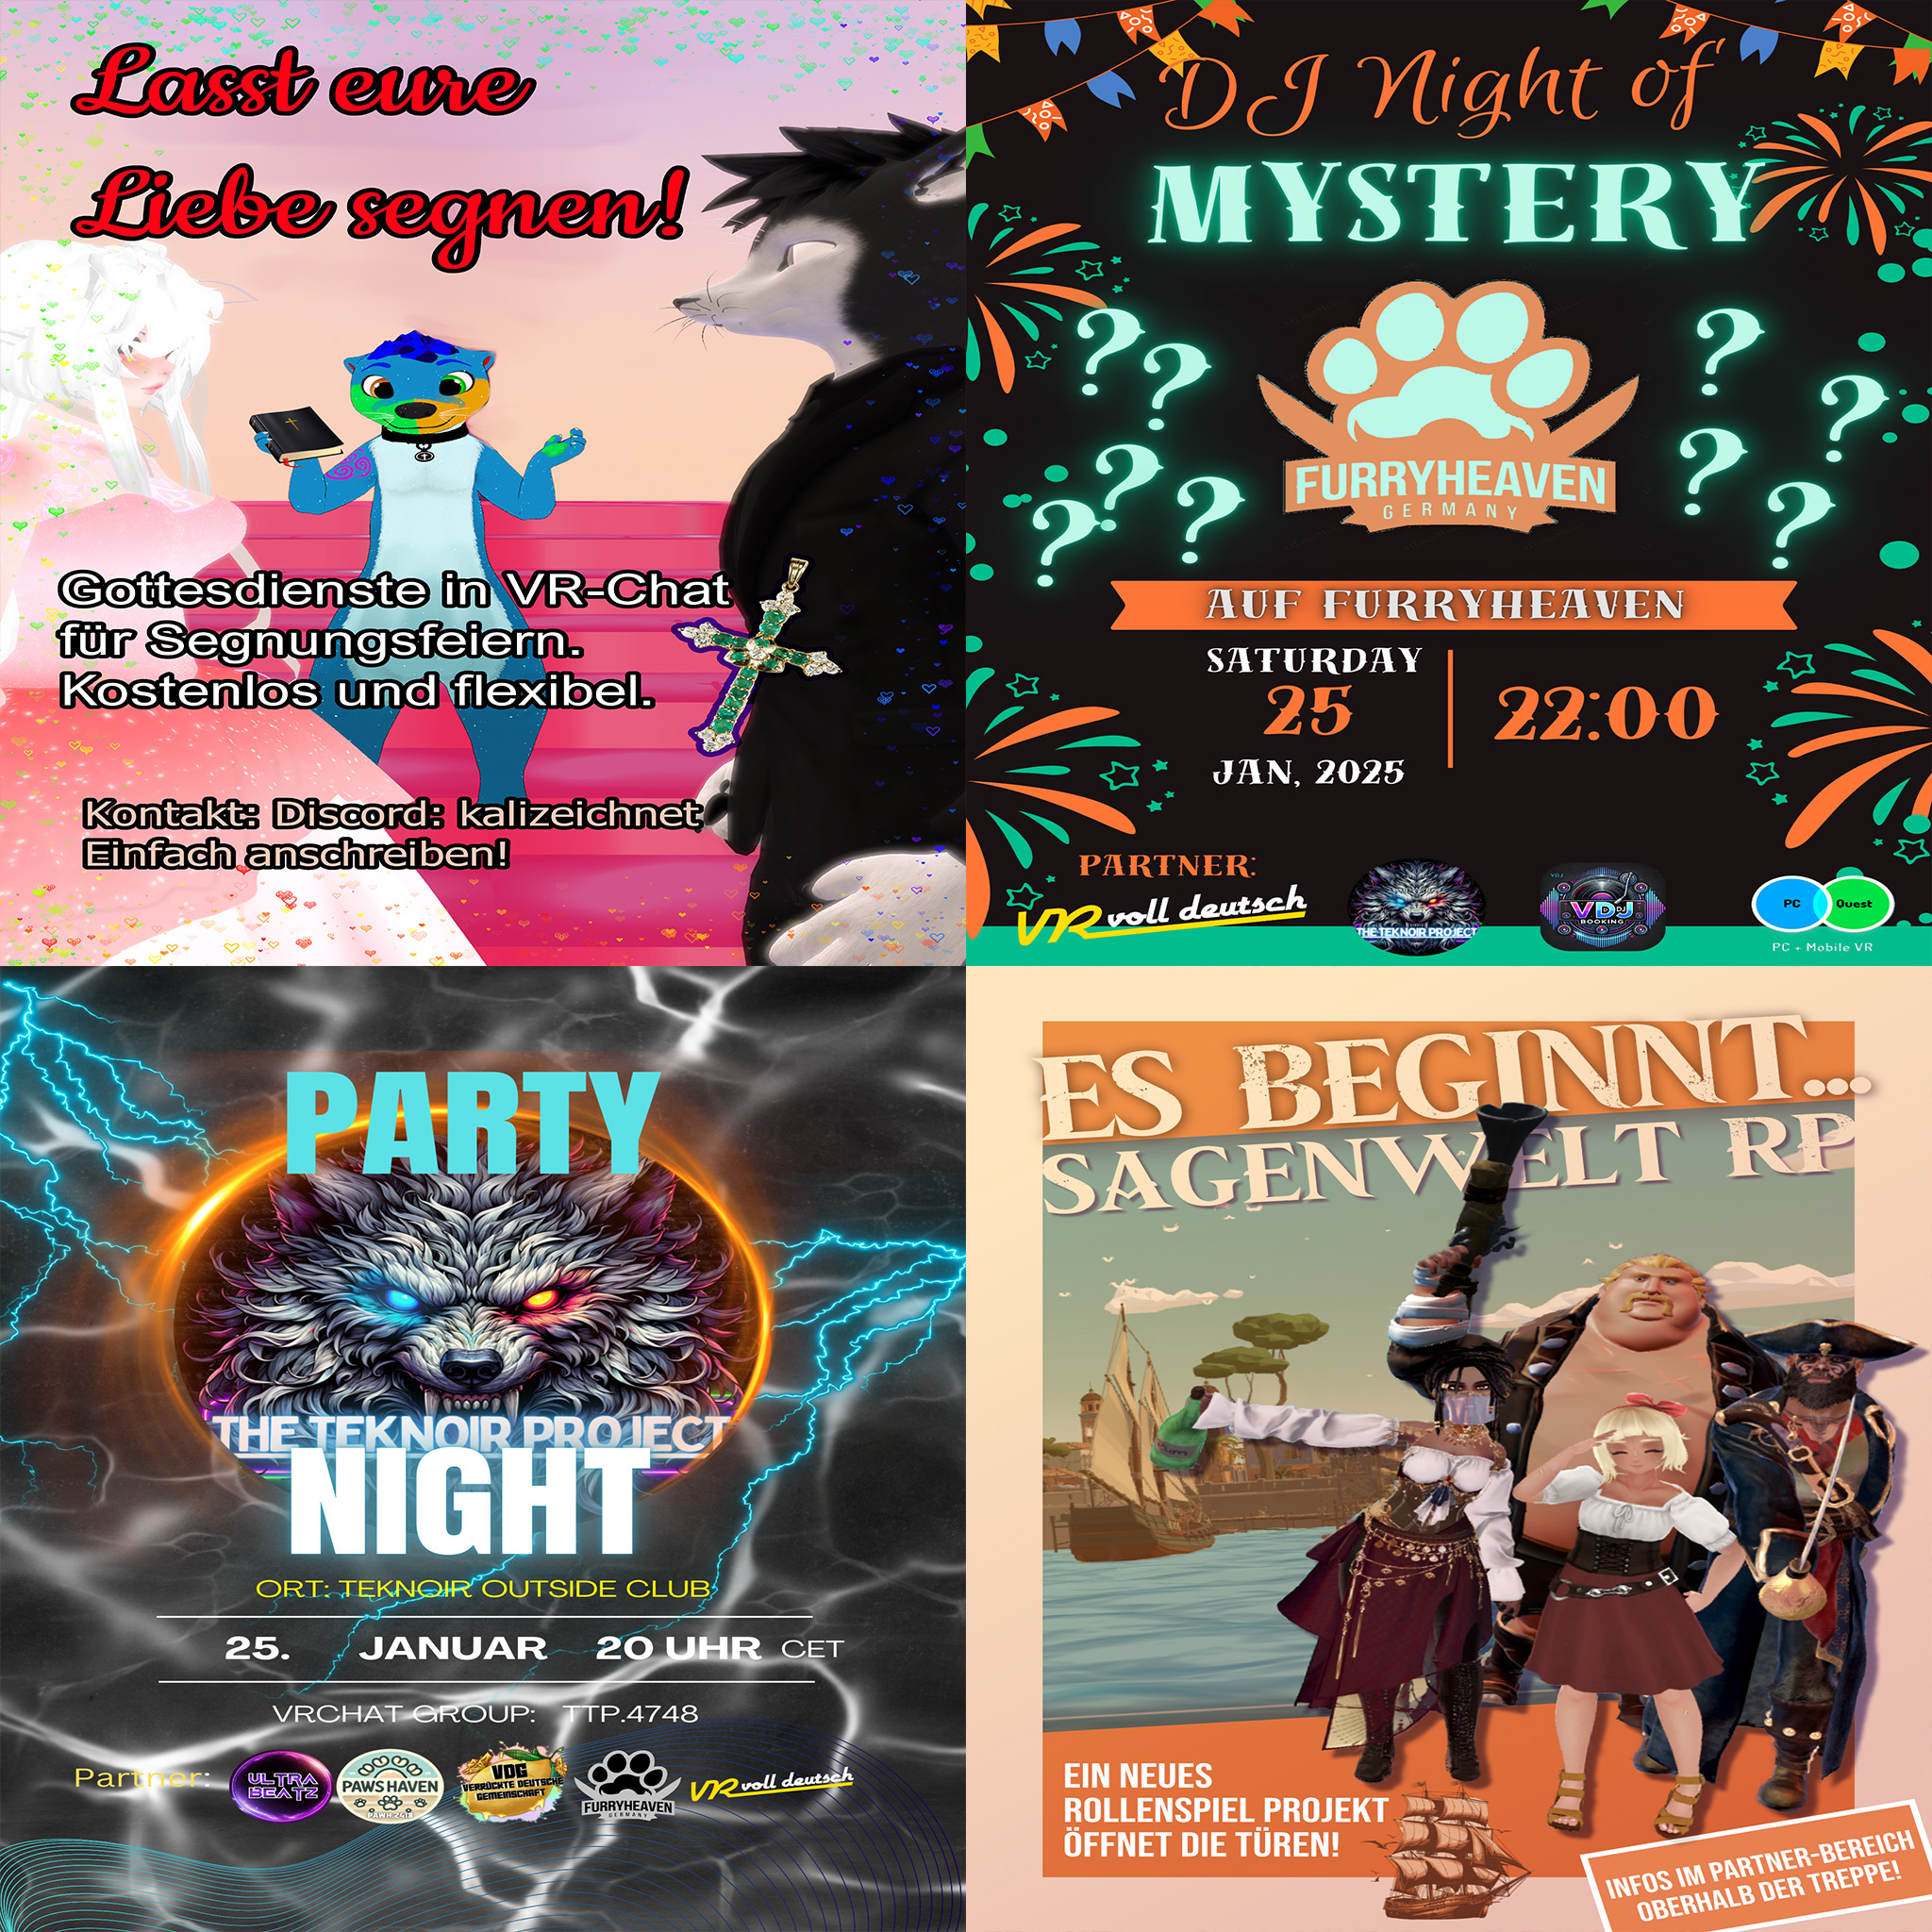 Lasst eure
Liebe segnen!
Gottesdienste in VR-Chat
für Segnungsfeiern.
Kostenlos und flexibel.
Kontakt: Discord: kalizeichnet
Einfach anschreiben!
DJ Night of
MYSTERY
FURRYHEAVEN
GERMANY
AUF FURRYHEAVEN
SATURDAY
25
JAN, 2025
22:00
PARTNER:
VR voll deutsch
THE TEKNOIR PROJECT
VDJ
VDJ
BOOKING
PC
Quest
PC + Mobile VR
PARTY
THE TEKNOIR PROJECT
NIGHT
ORT: TEKNOIR OUTSIDE CLUB
25. JANUAR 20 UHR CET
VRCHAT GROUP: TTP.4748
Partner:
ULTRA
BEATZ
PAWS HAVEN
PAWH.2418
VDG
VERRÜCKTE DEUTSCHE
GEMEINSCHAFT
FURRYHEAVEN
GERMANY
VR voll deutsch
ES BEGINNT...
SAGENWELT RP
EIN NEUES
ROLLENSPIEL PROJEKT
ÖFFNET DIE TÜREN!
INFOS IM PARTNER-BEREICH
OBERHALB DER TREPPE!